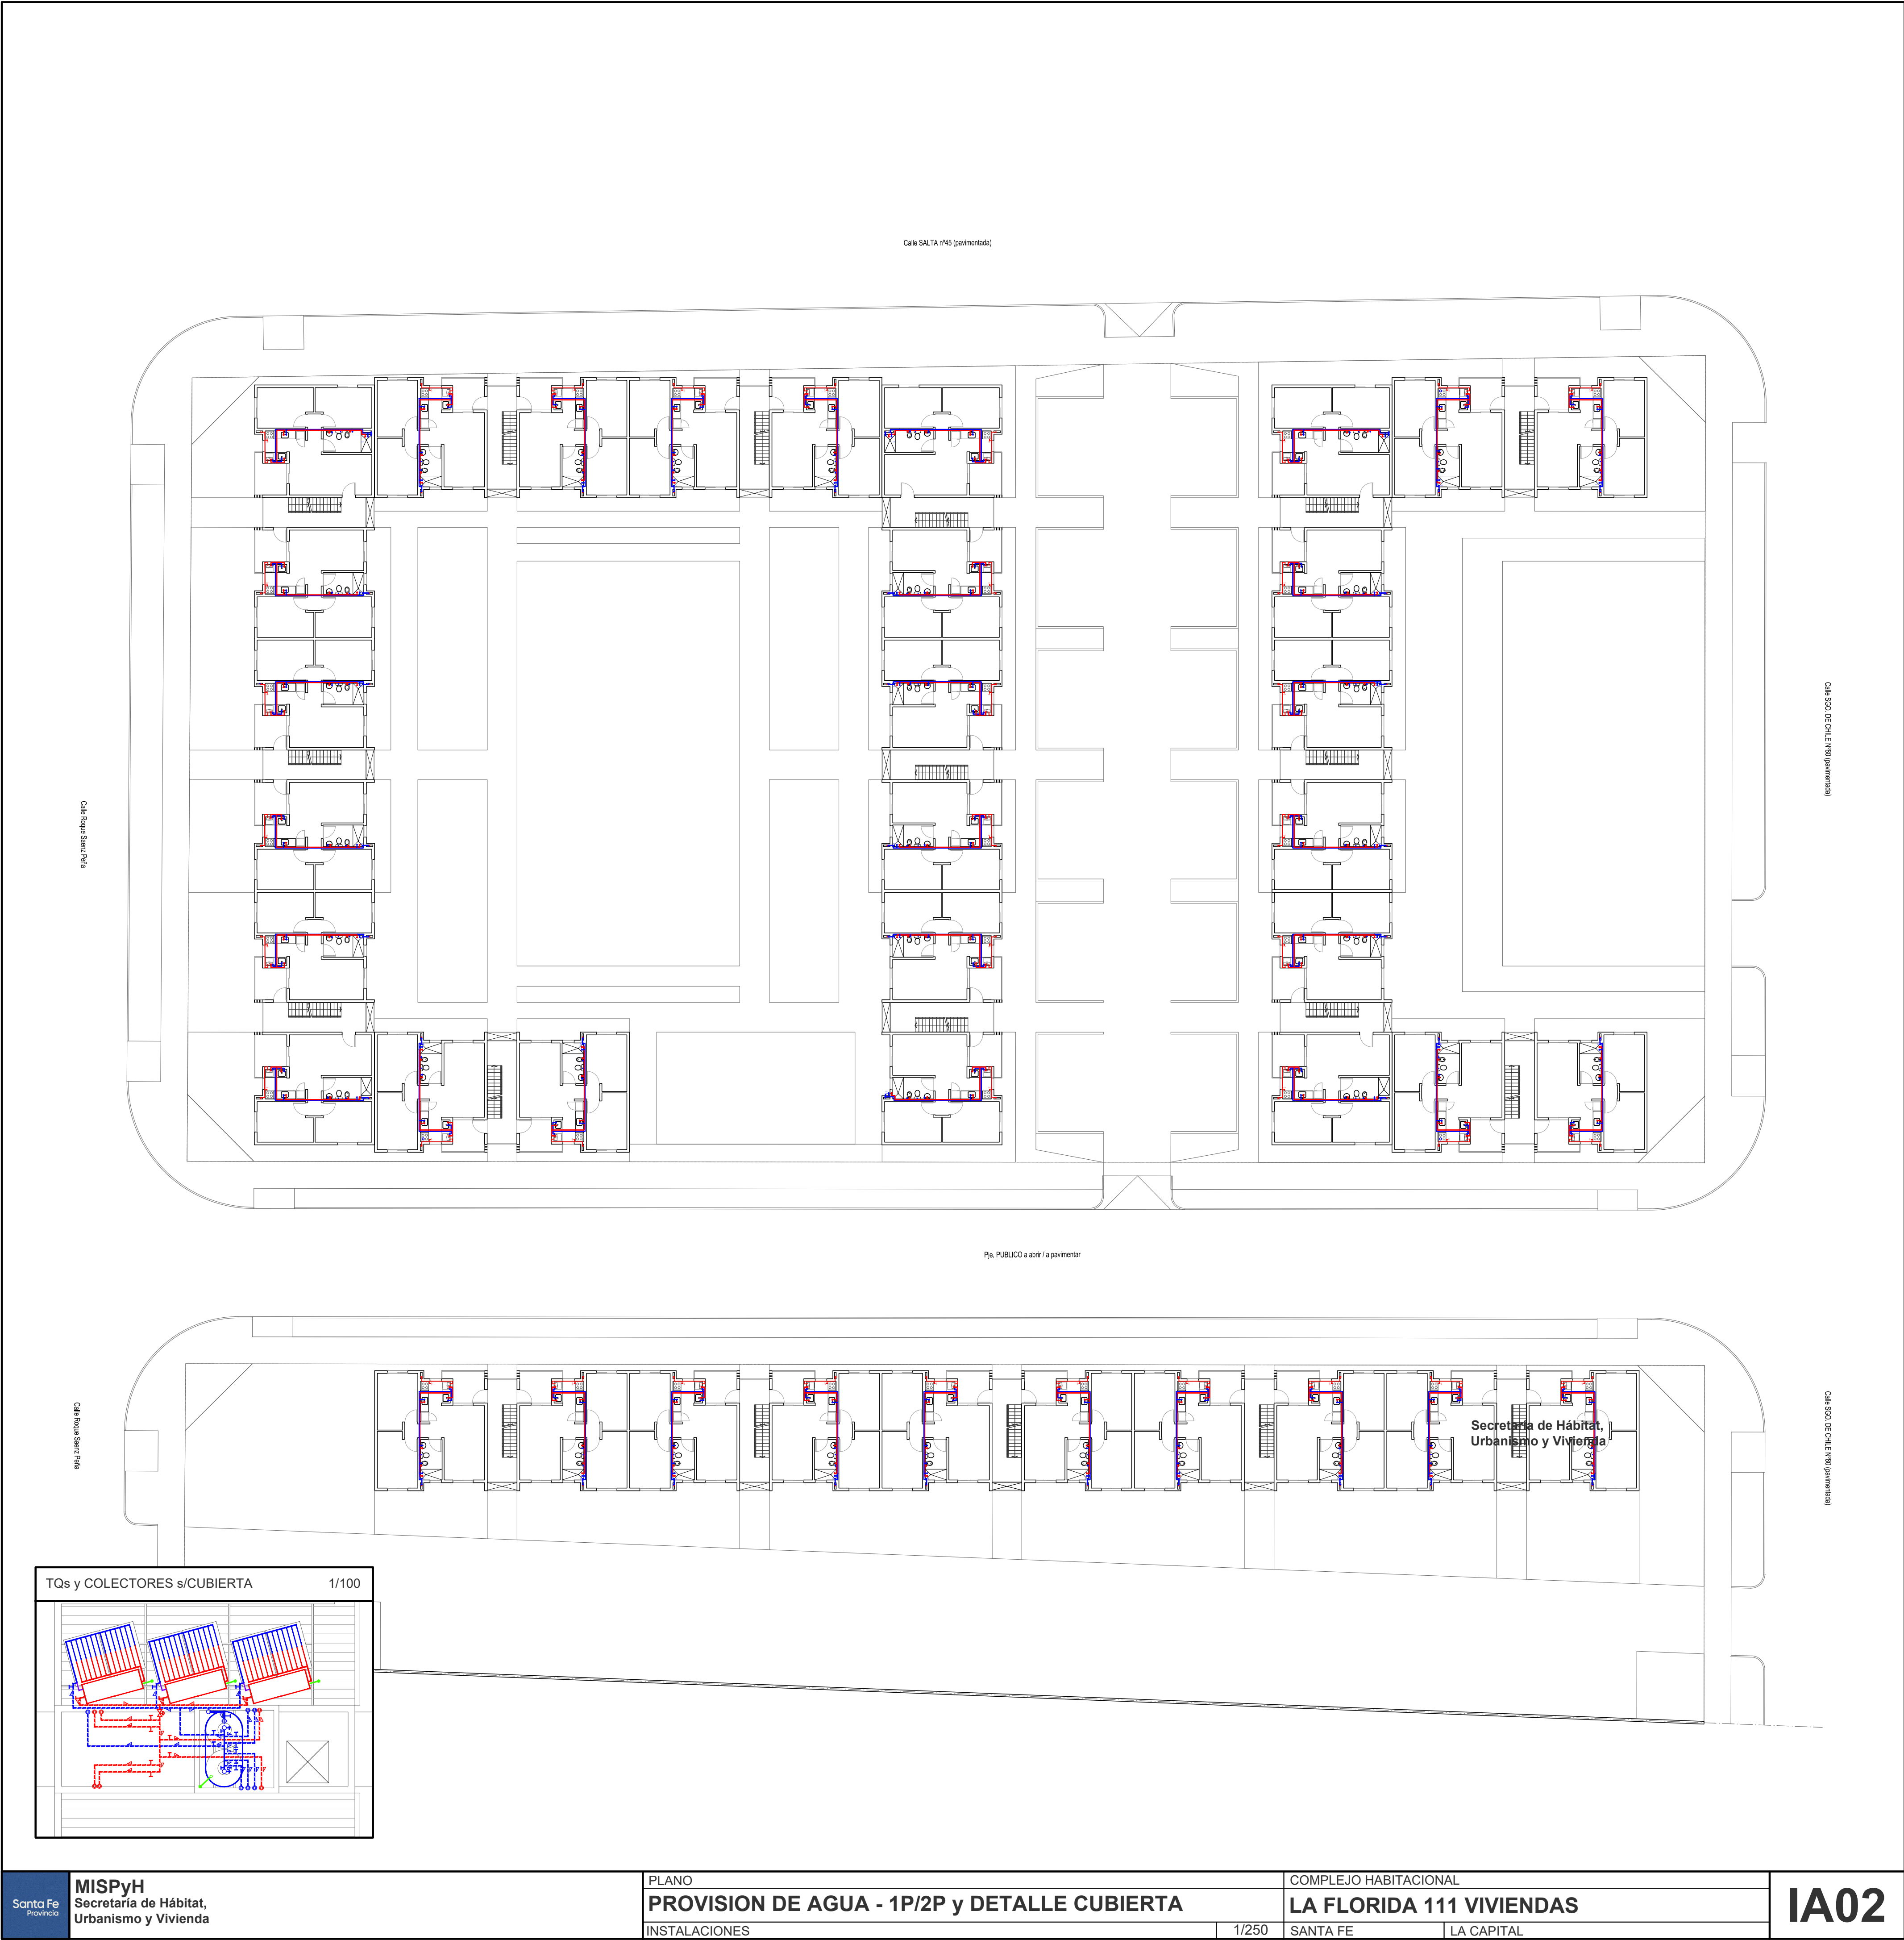 Calle SALTA nº45 (pavimentada)
Calle SGO. DE CHILE Nº80 (pavimentada)
Calle Roque Saenz Peña
Pje. PUBLICO a abrir / a pavimentar
Calle Roque Saenz Peña
Calle SGO. DE CHILE Nº80 (pavimentada)
Secretaría de Hábitat,
Urbanismo y Vivienda
TQs y COLECTORES s/CUBIERTA 1/100
Santa Fe
Provincia
MISPyH
Secretaría de Hábitat,
Urbanismo y Vivienda
PLANO
PROVISION DE AGUA - 1P/2P y DETALLE CUBIERTA
INSTALACIONES 1/250
COMPLEJO HABITACIONAL
LA FLORIDA 111 VIVIENDAS
SANTA FE LA CAPITAL
IA02